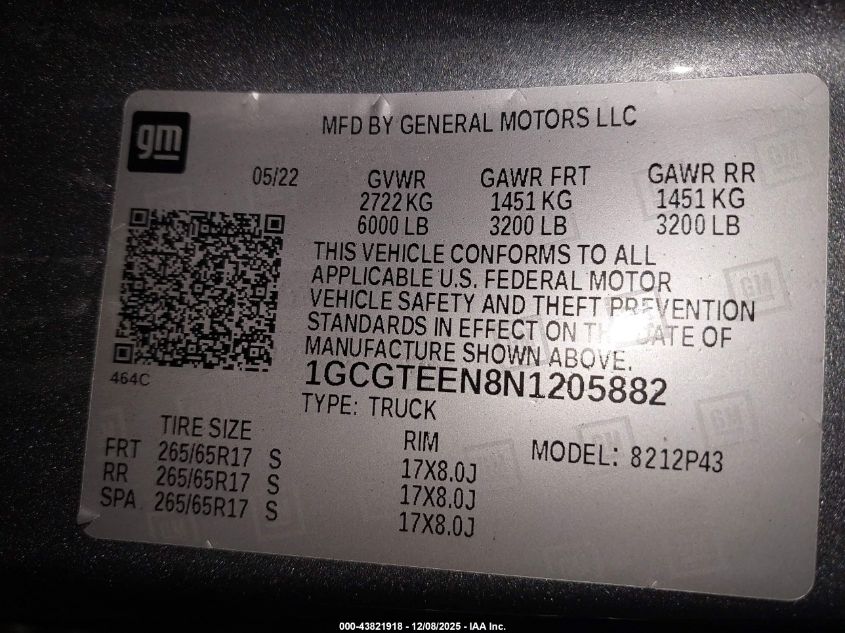 gm
MFD BY GENERAL MOTORS LLC
05/22 GVWR GAWR FRT GAWR RR
2722 KG 1451 KG 1451 KG
6000 LB 3200 LB 3200 LB
THIS VEHICLE CONFORMS TO ALL
APPLICABLE U.S. FEDERAL MOTOR
VEHICLE SAFETY AND THEFT PREVENTION
STANDARDS IN EFFECT ON THE DATE OF
MANUFACTURE SHOWN ABOVE.
464C
1GCGTEEN8N1205882
TYPE: TRUCK
TIRE SIZE RIM MODEL: 8212P43
FRT 265/65R17 S 17X8.0J
RR 265/65R17 S 17X8.0J
SPA 265/65R17 S 17X8.0J
000-43821918 - 12/08/2025 - IAA Inc.